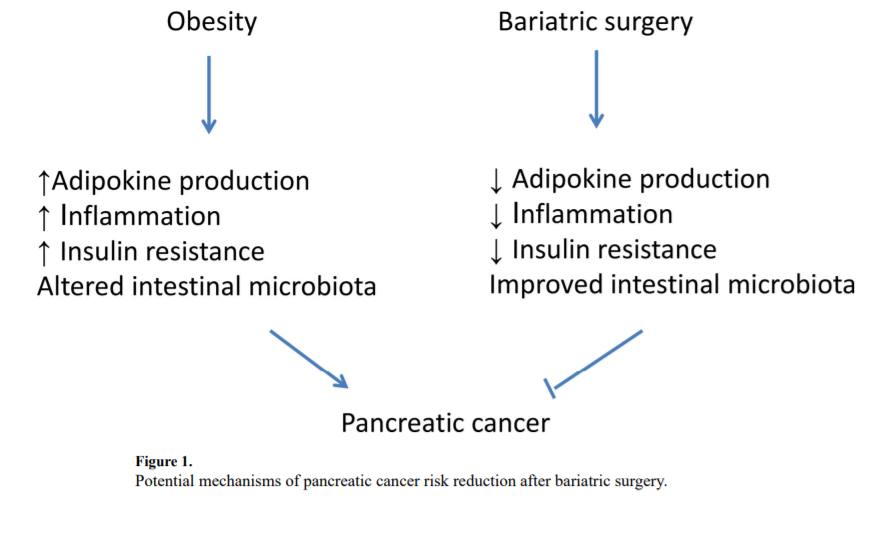 Obesity
Bariatric surgery
↑Adipokine production
↑ Inflammation
↑ Insulin resistance
Altered intestinal microbiota
↓ Adipokine production
↓ Inflammation
↓ Insulin resistance
Improved intestinal microbiota
Pancreatic cancer
Figure 1.
Potential mechanisms of pancreatic cancer risk reduction after bariatric surgery.